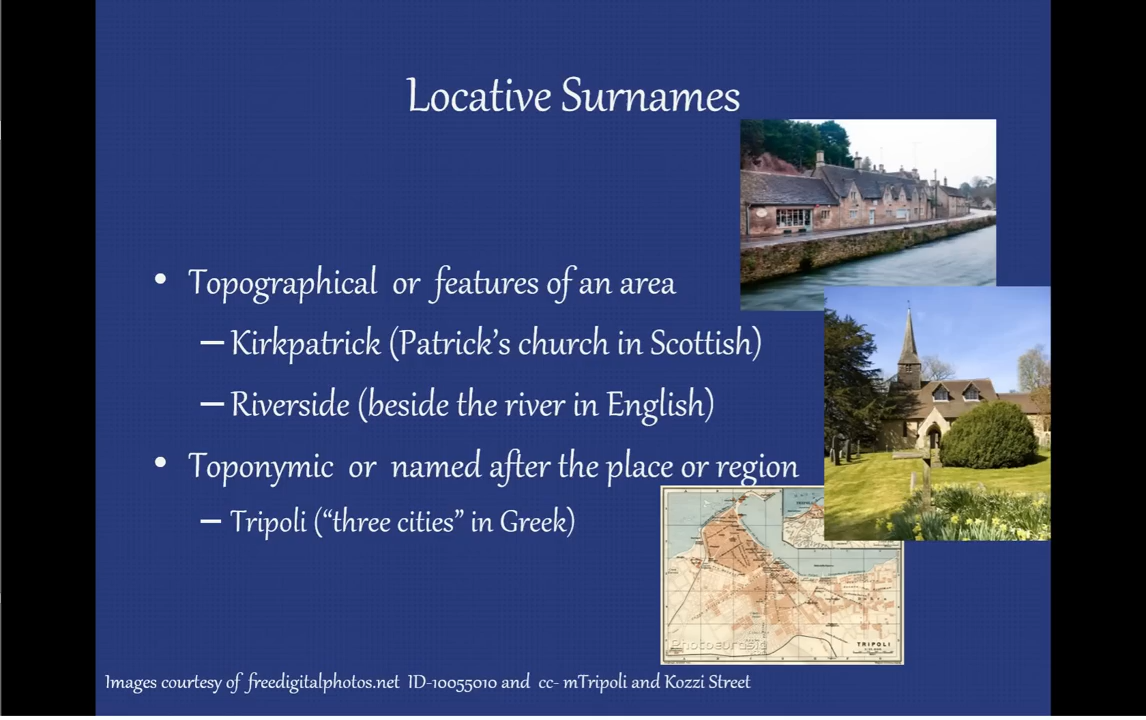 Locative Surnames
• Topographical or features of an area
– Kirkpatrick (Patrick's church in Scottish)
– Riverside (beside the river in English)
• Toponymic or named after the place or region
– Tripoli ("three cities" in Greek)
Photoeurasia
TRIPOLI
Images courtesy of freedigitalphotos.net ID-10055010 and cc- mTripoli and Kozzi Street